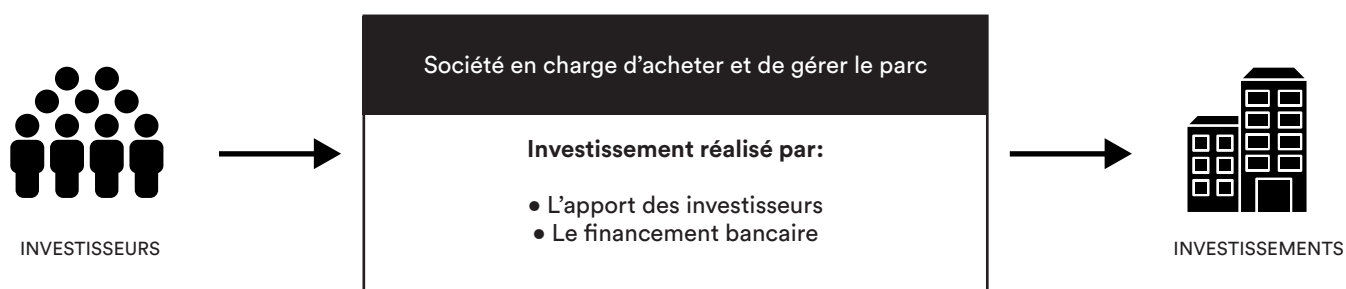 Société en charge d'acheter et de gérer le parc
Investissement réalisé par:
● L'apport des investisseurs
● Le financement bancaire
INVESTISSEURS
INVESTISSEMENTS